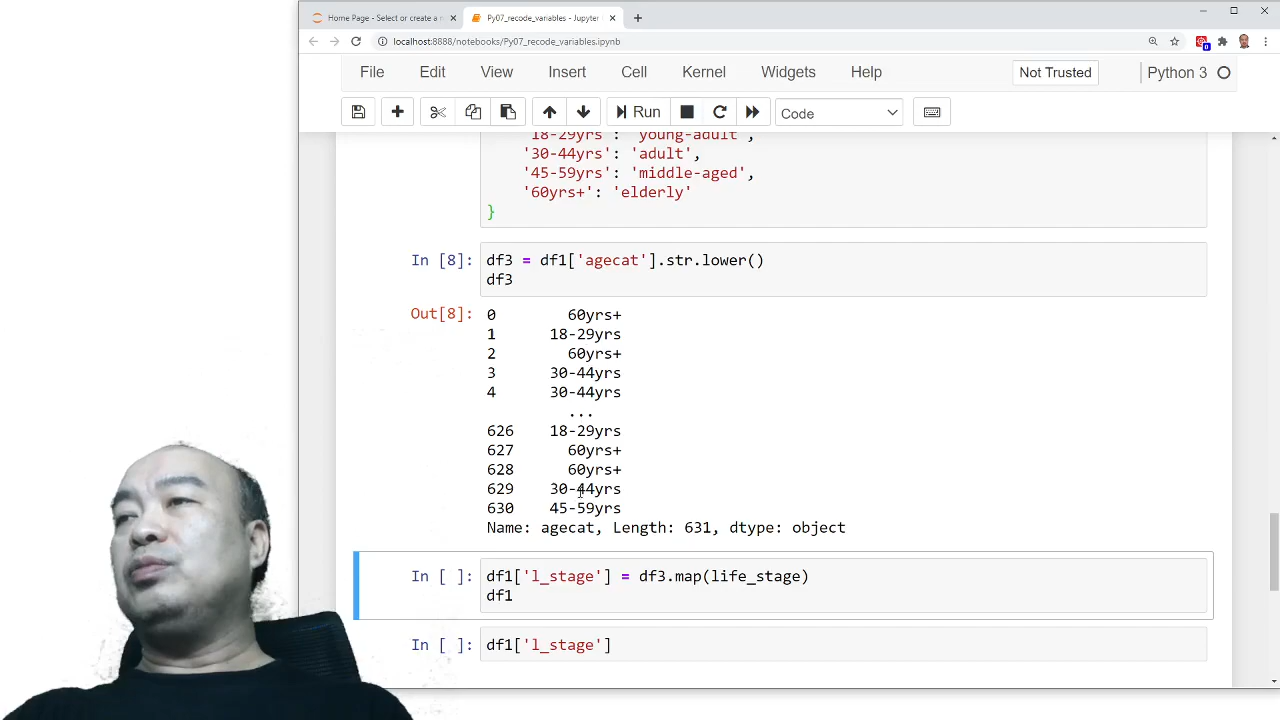 Home Page - Select or create a n
Py07_recode_variables - Jupyter
localhost:8888/notebooks/Py07_recode_variables.ipynb
0
File Edit View Insert Cell Kernel Widgets Help Not Trusted Python 3
Run Code
'18-29yrs': 'young-adult',
'30-44yrs': 'adult',
'45-59yrs': 'middle-aged',
'60yrs+': 'elderly'
}
In [8]: df3 = df1['agecat'].str.lower()
df3
Out[8]: 0 60yrs+
1 18-29yrs
2 60yrs+
3 30-44yrs
4 30-44yrs
...
626 18-29yrs
627 60yrs+
628 60yrs+
629 30-44yrs
630 45-59yrs
Name: agecat, Length: 631, dtype: object
In [ ]: df1['l_stage'] = df3.map(life_stage)
df1
In [ ]: df1['l_stage']